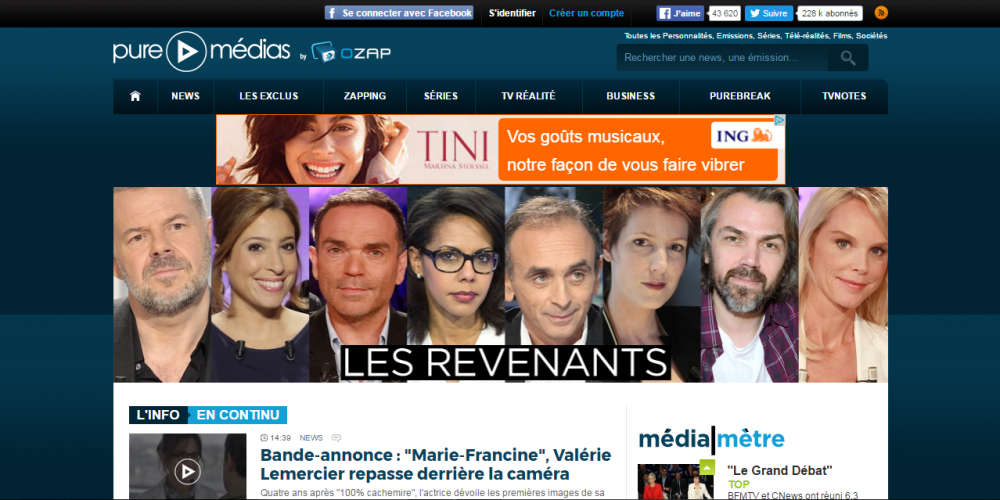 Se connecter avec Facebook
S'identifier
Créer un compte
J'aime
43 620
Suivre
228 k abonnés
pure médias by OZAP
Toutes les Personnalités, Emissions, Séries, Télé-réalités, Films, Sociétés
Rechercher une news, une émission...
NEWS
LES EXCLUS
ZAPPING
SÉRIES
TV RÉALITÉ
BUSINESS
PUREBREAK
TVNOTES
TINI
MARTINA STOESSEL
Vos goûts musicaux,
notre façon de vous faire vibrer
ING
LES REVENANTS
L'INFO EN CONTINU
14:39 NEWS
Bande-annonce : "Marie-Francine", Valérie
Lemercier repasse derrière la caméra
Quatre ans après "100% cachemire", l'actrice dévoile les premières images de sa
média mètre
"Le Grand Débat"
TOP
BFMTV et CNews ont réuni 6.3